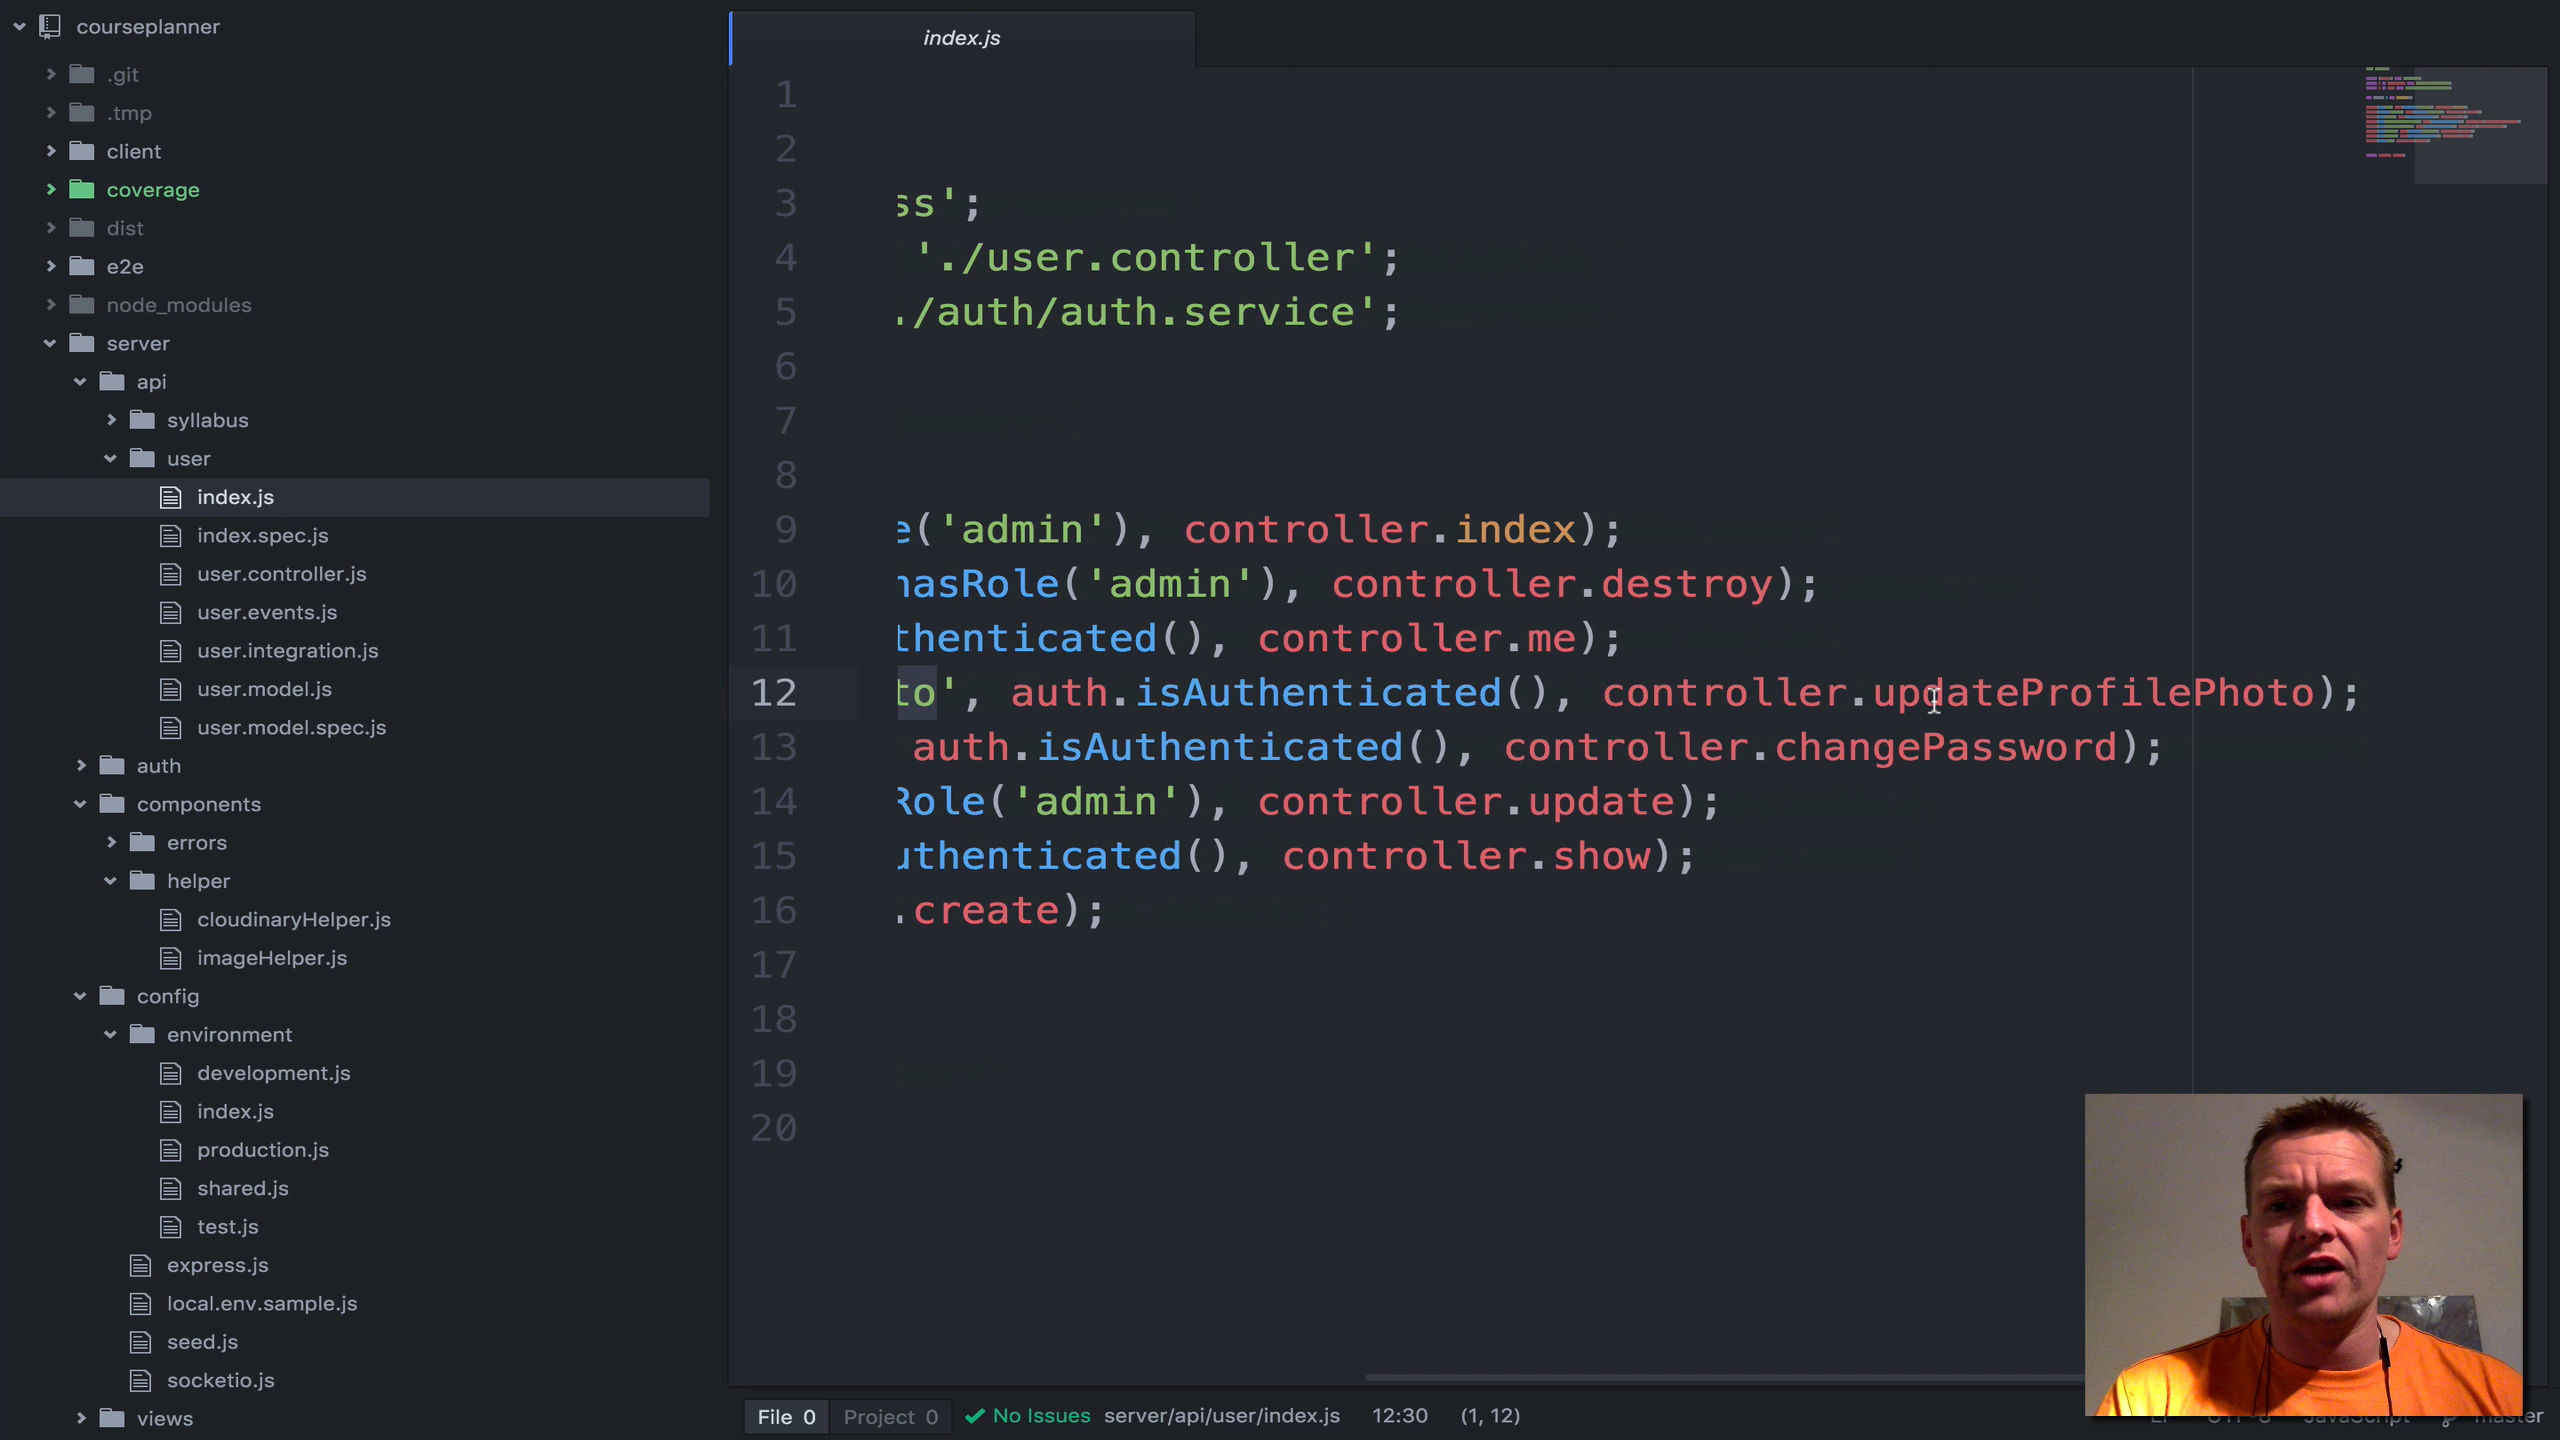 courseplanner
.git
.tmp
client
coverage
dist
e2e
node_modules
server
api
syllabus
user
index.js
index.spec.js
user.controller.js
user.events.js
user.integration.js
user.model.js
user.model.spec.js
auth
components
errors
helper
cloudinaryHelper.js
imageHelper.js
config
environment
development.js
index.js
production.js
shared.js
test.js
express.js
local.env.sample.js
seed.js
socketio.js
views
index.js
1
2
3 ss';
4 './user.controller';
5 ./auth/auth.service';
6
7
8
9 e('admin'), controller.index);
10 hasRole('admin'), controller.destroy);
11 thenticated(), controller.me);
12 to', auth.isAuthenticated(), controller.updateProfilePhoto);
13 auth.isAuthenticated(), controller.changePassword);
14 Role('admin'), controller.update);
15 uthenticated(), controller.show);
16 .create);
17
18
19
20
File 0 Project 0 No Issues server/api/user/index.js 12:30 (1, 12) master